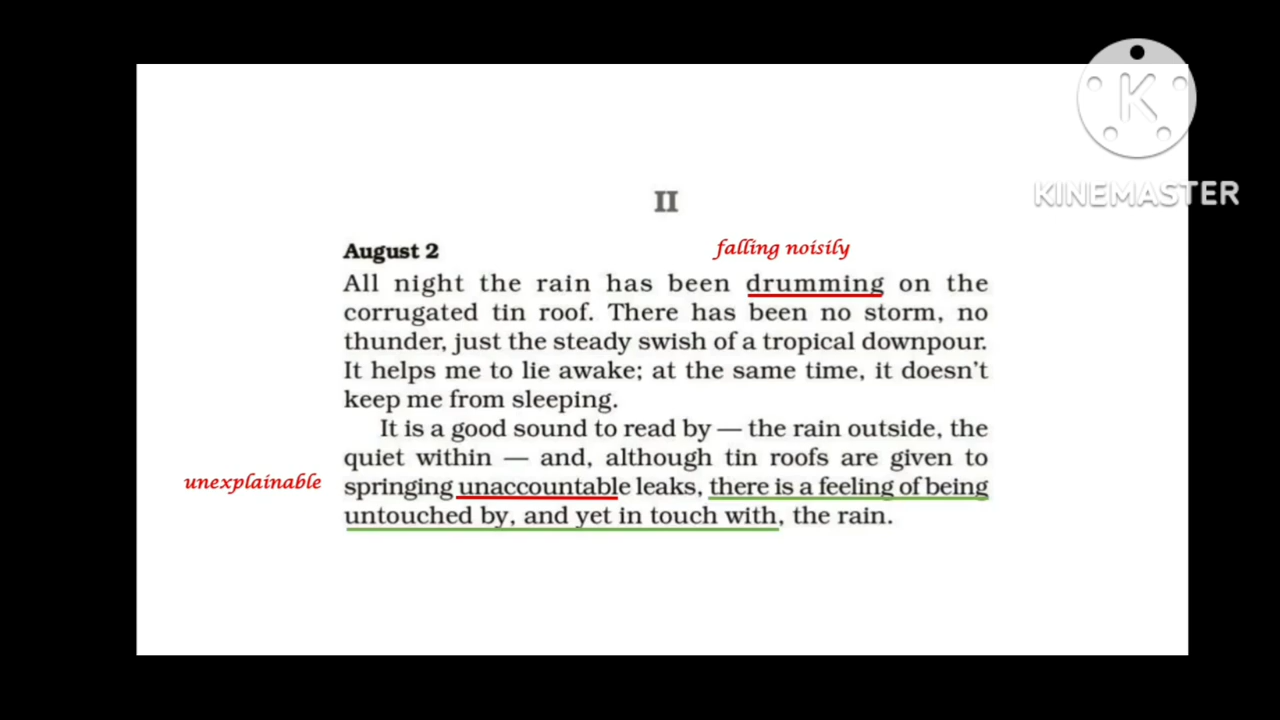 K
KINEMASTER
II
August 2
falling noisily
All night the rain has been drumming on the
corrugated tin roof. There has been no storm, no
thunder, just the steady swish of a tropical downpour.
It helps me to lie awake; at the same time, it doesn't
keep me from sleeping.
It is a good sound to read by — the rain outside, the
quiet within — and, although tin roofs are given to
unexplainable
springing unaccountable leaks, there is a feeling of being
untouched by, and yet in touch with, the rain.